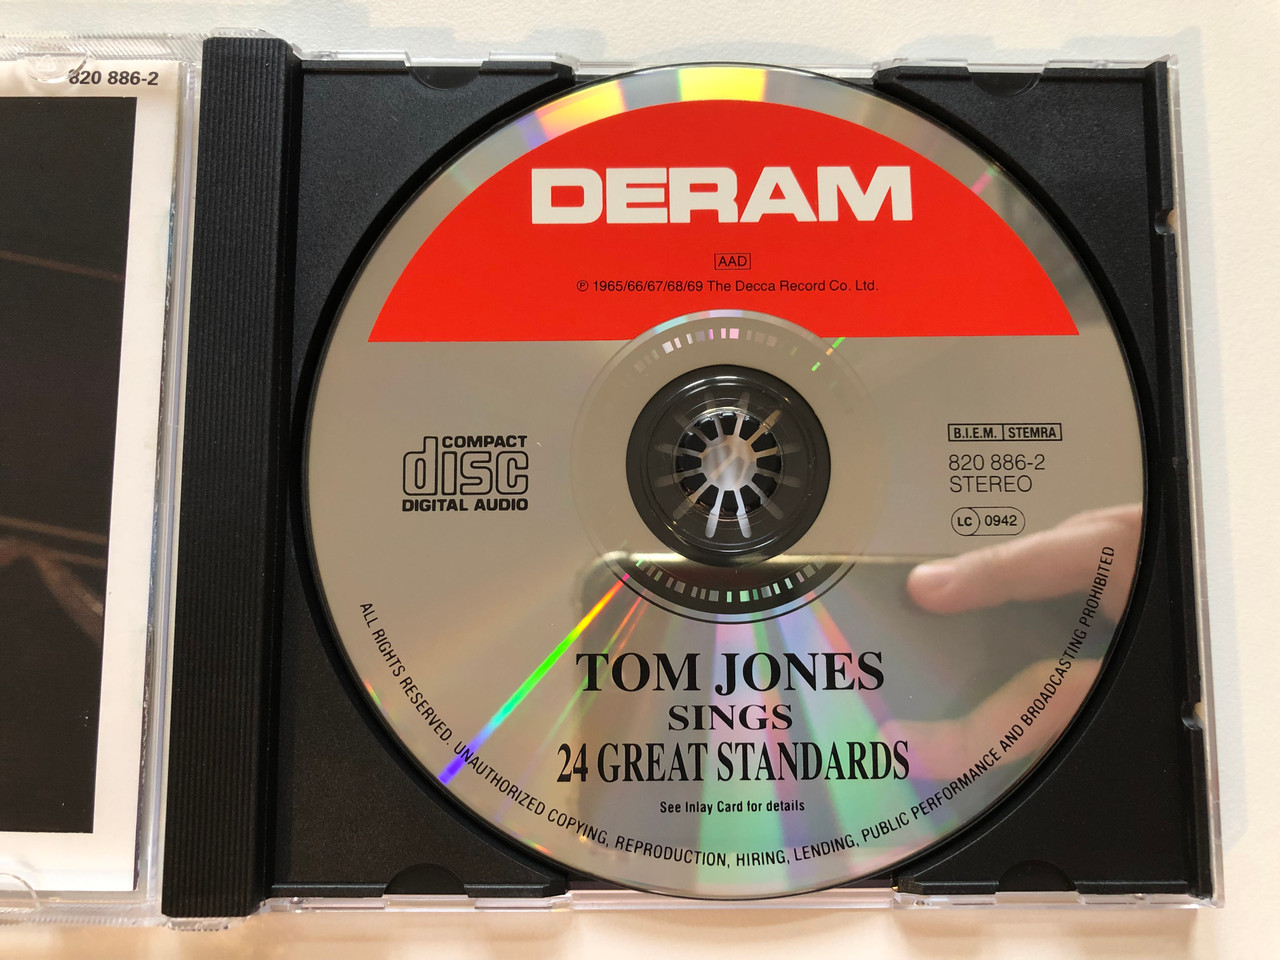 820 886-2
DERAM
AAD
℗ 1965/66/67/68/69 The Decca Record Co. Ltd.
COMPACT
disc
DIGITAL AUDIO
B.I.E.M. STEMRA
820 886-2
STEREO
LC 0942
TOM JONES
SINGS
24 GREAT STANDARDS
See Inlay Card for details
ALL RIGHTS RESERVED. UNAUTHORIZED COPYING, REPRODUCTION, HIRING, LENDING, PUBLIC PERFORMANCE AND BROADCASTING PROHIBITED